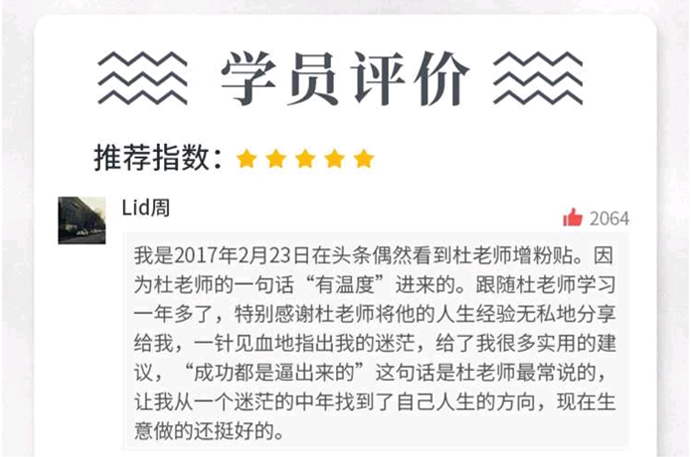 学员评价
推荐指数：
Lid周
2064
我是2017年2月23日在头条偶然看到杜老师增粉贴。因
为杜老师的一句话“有温度”进来的。跟随杜老师学习
一年多了，特别感谢杜老师将他的人生经验无私地分享
给我，一针见血地指出我的迷茫，给了我很多实用的建
议，“成功都是逼出来的”这句话是杜老师最常说的，
让我从一个迷茫的中年找到了自己人生的方向，现在生
意做的还挺好的。